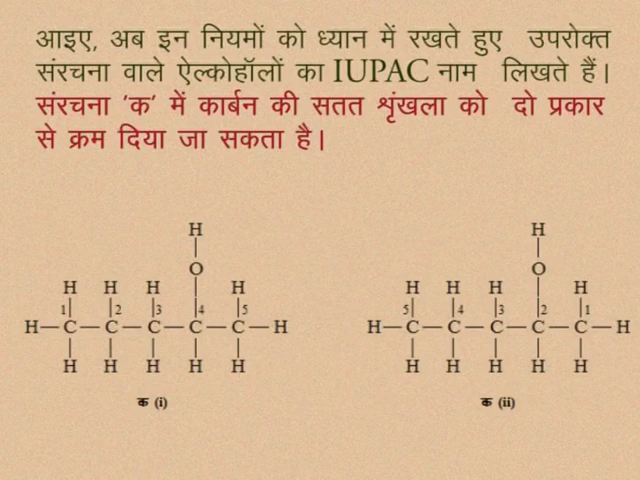 आइए, अब इन नियमों को ध्यान में रखते हुए उपरोक्त
संरचना वाले ऐल्कोहॉलों का IUPAC नाम लिखते हैं।
संरचना 'क' में कार्बन की सतत श्रृंखला को दो प्रकार
से क्रम दिया जा सकता है।
H H
O O
H H H H H H H H
1 2 3 4 5 5 4 3 2 1
H—C—C—C—C—C—H H—C—C—C—C—C—H
H H H H H H H H H H
क (i) क (ii)